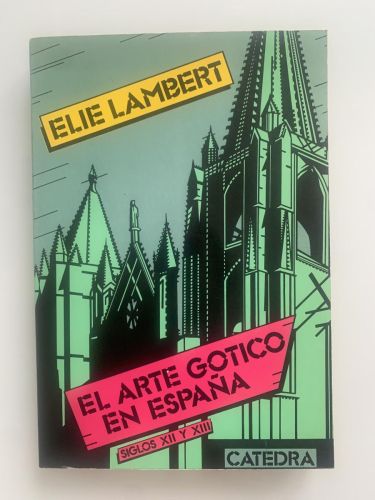 ELIE LAMBERT
EL ARTE GOTICO
EN ESPAÑA
SIGLOS XII Y XIII
CATEDRA